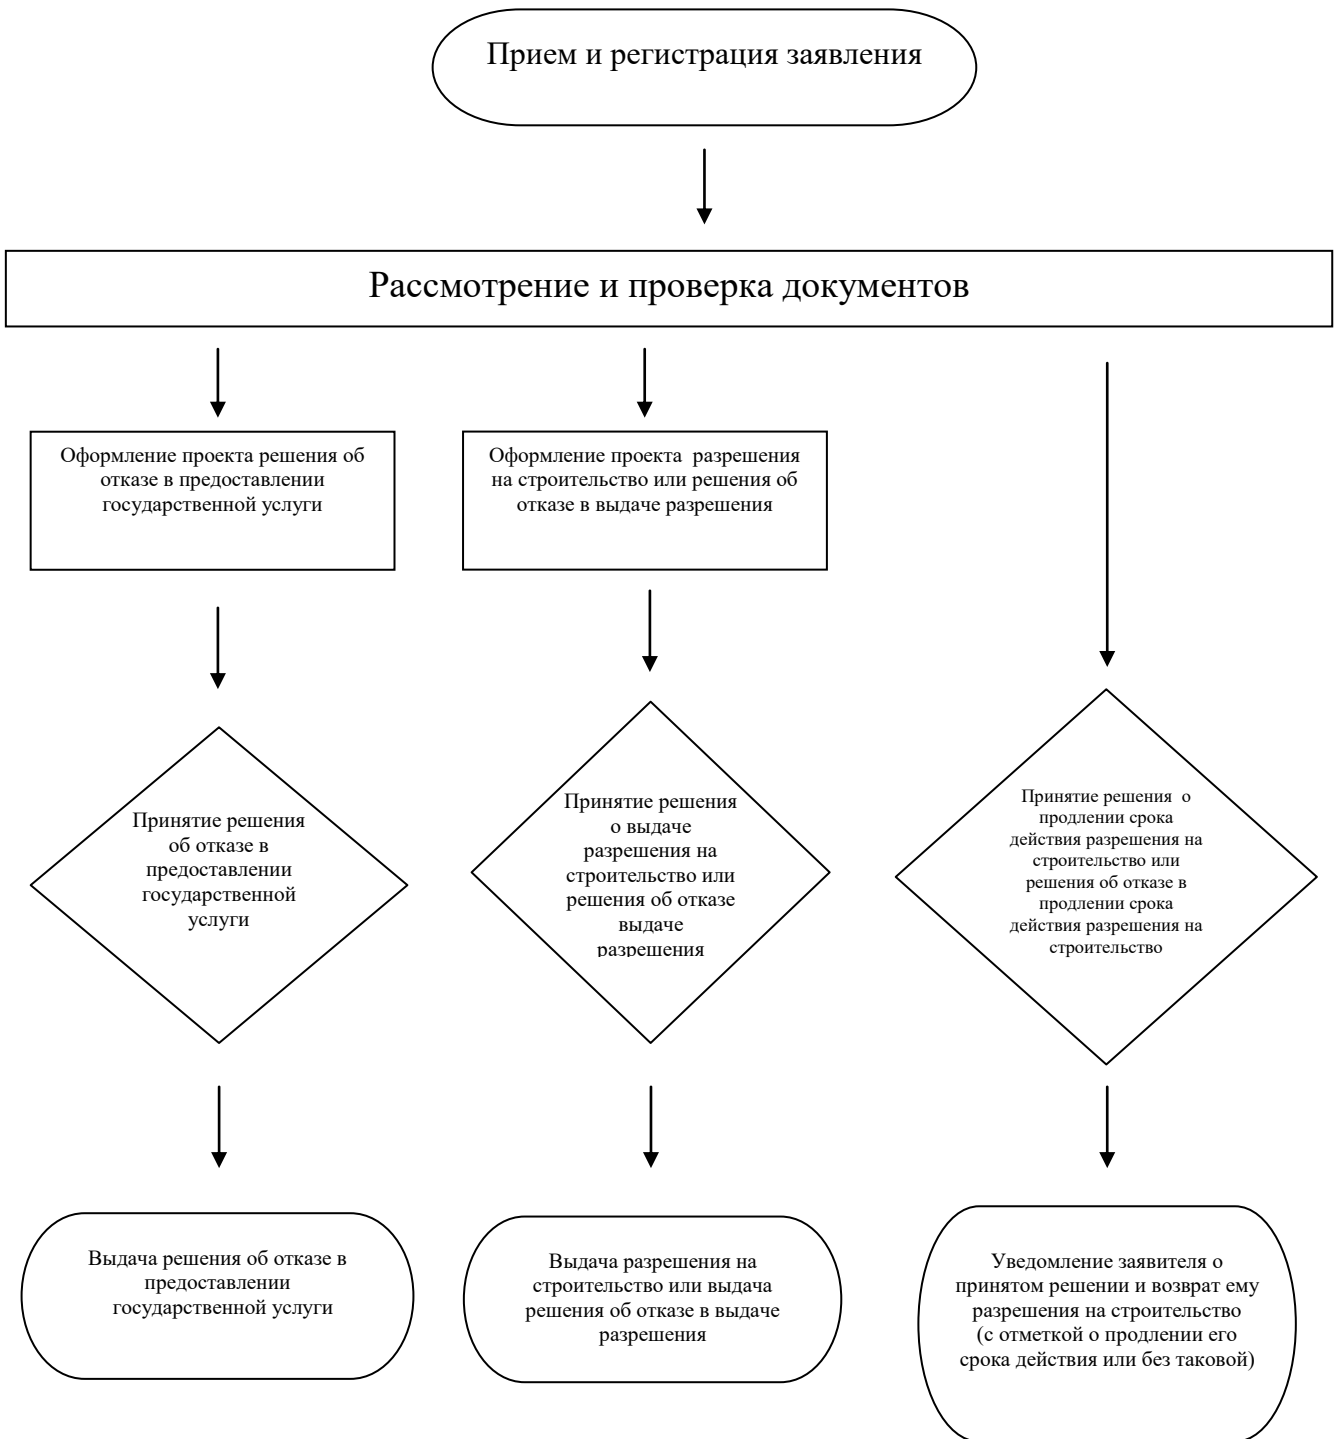 Прием и регистрация заявления
Рассмотрение и проверка документов
Оформление проекта решения об
отказе в предоставлении
государственной услуги
Оформление проекта разрешения
на строительство или решения об
отказе в выдаче разрешения
Принятие решения
об отказе в
предоставлении
государственной
услуги
Принятие решения
о выдаче
разрешения на
строительство или
решения об отказе
выдаче
разрешения
Принятие решения о
продлении срока
действия разрешения на
строительство или
решения об отказе в
продлении срока
действия разрешения на
строительство
Выдача решения об отказе в
предоставлении
государственной услуги
Выдача разрешения на
строительство или выдача
решения об отказе в выдаче
разрешения
Уведомление заявителя о
принятом решении и возврат ему
разрешения на строительство
(с отметкой о продлении его
срока действия или без таковой)